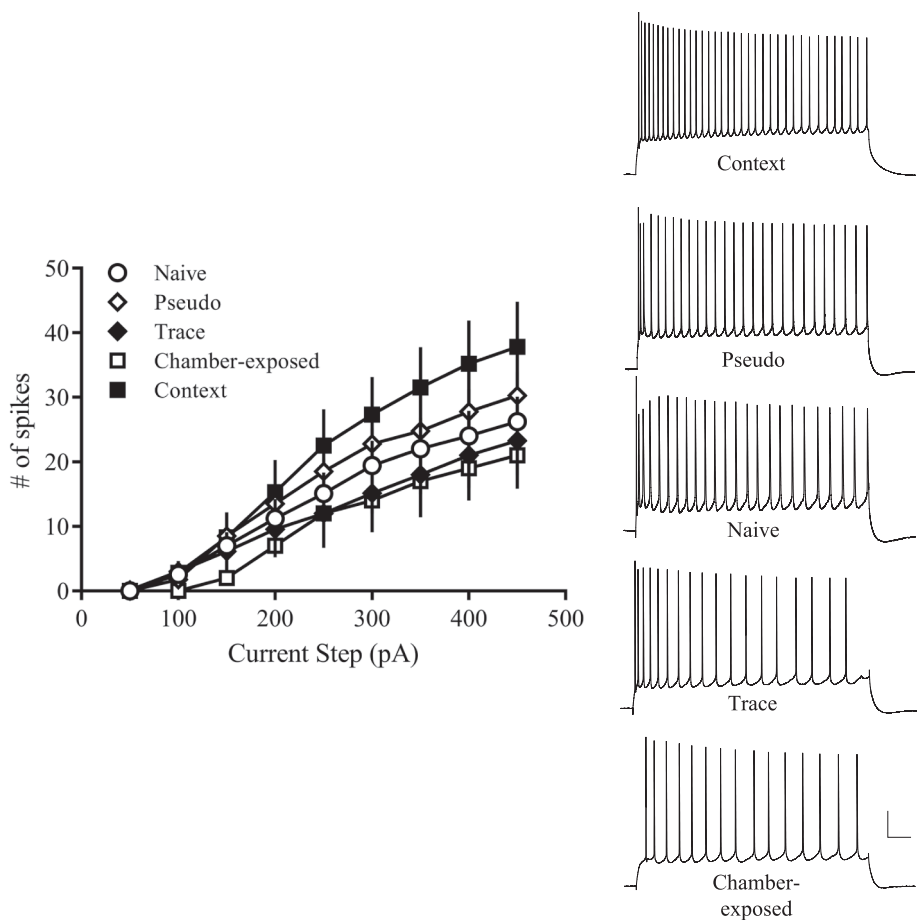 50
40
30
20
10
0
# of spikes
Naive
Pseudo
Trace
Chamber-exposed
Context
0 100 200 300 400 500
Current Step (pA)
Context
Pseudo
Naive
Trace
Chamber-
exposed